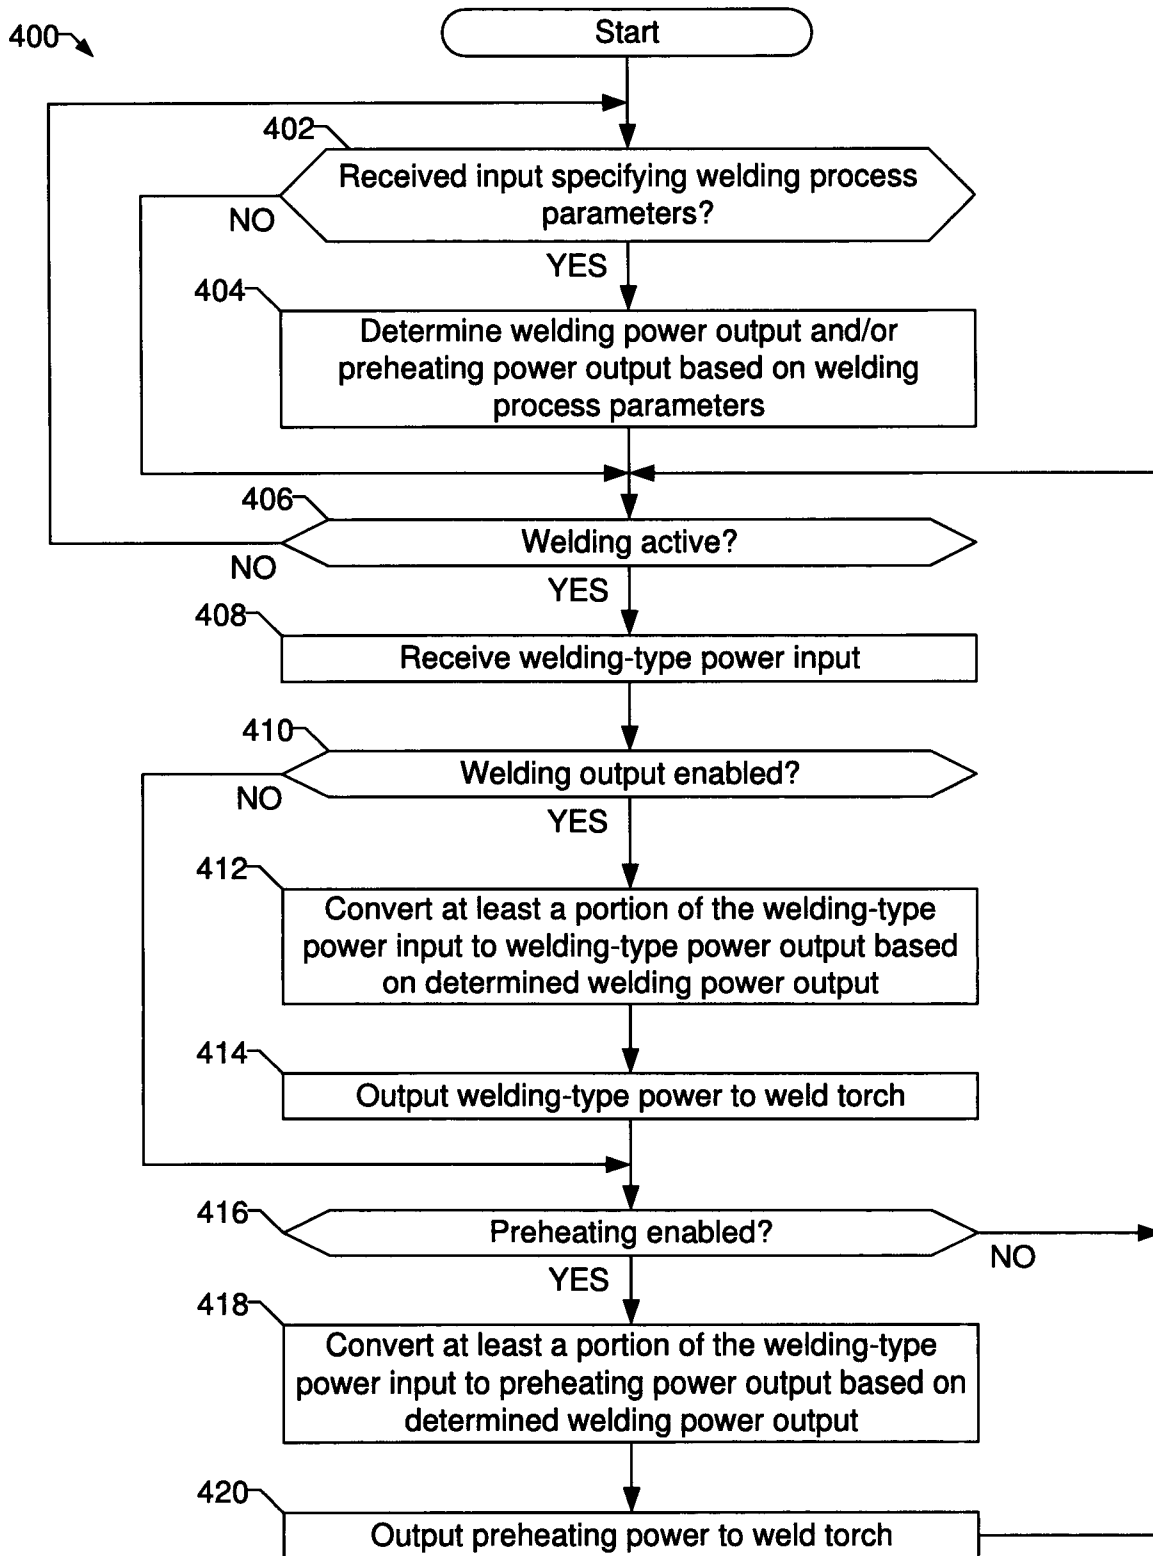 400
Start
402
Received input specifying welding process
parameters?
NO
YES
404
Determine welding power output and/or
preheating power output based on welding
process parameters
406
Welding active?
NO
YES
408
Receive welding-type power input
410
Welding output enabled?
NO
YES
412
Convert at least a portion of the welding-type
power input to welding-type power output based
on determined welding power output
414
Output welding-type power to weld torch
416
Preheating enabled?
NO
YES
418
Convert at least a portion of the welding-type
power input to preheating power output based on
determined welding power output
420
Output preheating power to weld torch